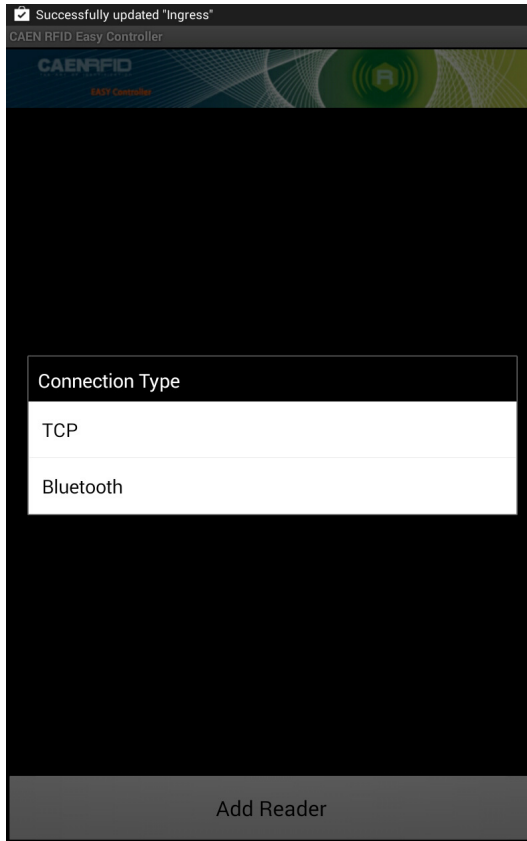 Successfully updated "Ingress"
CAEN RFID Easy Controller
CAENRFID
EASY Controller
Connection Type
TCP
Bluetooth
Add Reader